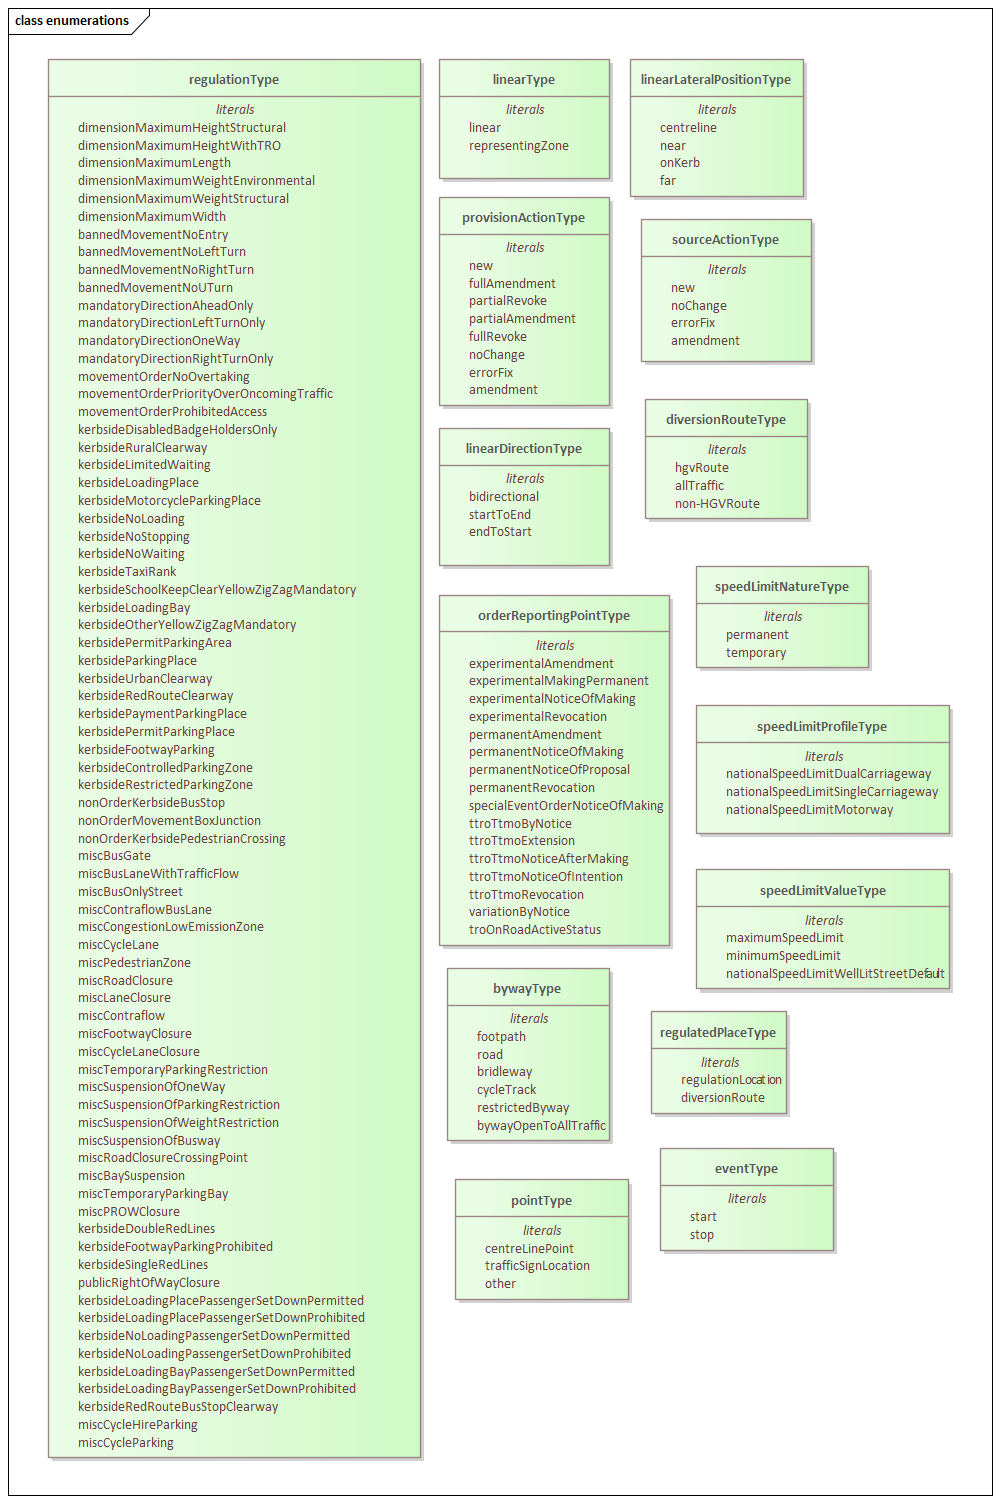 class enumerations
regulationType
literals
dimensionMaximumHeightStructural
dimensionMaximumHeightWithTRO
dimensionMaximumLength
dimensionMaximumWeightEnvironmental
dimensionMaximumWeightStructural
dimensionMaximumWidth
bannedMovementNoEntry
bannedMovementNoLeftTurn
bannedMovementNoRightTurn
bannedMovementNoUTurn
mandatoryDirectionAheadOnly
mandatoryDirectionLeftTurnOnly
mandatoryDirectionOneWay
mandatoryDirectionRightTurnOnly
movementOrderNoOvertaking
movementOrderPriorityOverOncomingTraffic
movementOrderProhibitedAccess
kerbsideDisabledBadgeHoldersOnly
kerbsideRuralClearway
kerbsideLimitedWaiting
kerbsideLoadingPlace
kerbsideMotorcycleParkingPlace
kerbsideNoLoading
kerbsideNoStopping
kerbsideNoWaiting
kerbsideTaxiRank
kerbsideSchoolKeepClearYellowZigZagMandatory
kerbsideLoadingBay
kerbsideOtherYellowZigZagMandatory
kerbsidePermitParkingArea
kerbsideParkingPlace
kerbsideUrbanClearway
kerbsideRedRouteClearway
kerbsidePaymentParkingPlace
kerbsidePermitParkingPlace
kerbsideFootwayParking
kerbsideControlledParkingZone
kerbsideRestrictedParkingZone
nonOrderKerbsideBusStop
nonOrderMovementBoxJunction
nonOrderKerbsidePedestrianCrossing
miscBusGate
miscBusLaneWithTrafficFlow
miscBusOnlyStreet
miscContraflowBusLane
miscCongestionLowEmissionZone
miscCycleLane
miscPedestrianZone
miscRoadClosure
miscLaneClosure
miscContraflow
miscFootwayClosure
miscCycleLaneClosure
miscTemporaryParkingRestriction
miscSuspensionOfOneWay
miscSuspensionOfParkingRestriction
miscSuspensionOfWeightRestriction
miscSuspensionOfBusway
miscRoadClosureCrossingPoint
miscBaySuspension
miscTemporaryParkingBay
miscPROWClosure
kerbsideDoubleRedLines
kerbsideFootwayParkingProhibited
kerbsideSingleRedLines
publicRightOfWayClosure
kerbsideLoadingPlacePassengerSetDownPermitted
kerbsideLoadingPlacePassengerSetDownProhibited
kerbsideNoLoadingPassengerSetDownPermitted
kerbsideNoLoadingPassengerSetDownProhibited
kerbsideLoadingBayPassengerSetDownPermitted
kerbsideLoadingBayPassengerSetDownProhibited
kerbsideRedRouteBusStopClearway
miscCycleHireParking
miscCycleParking
linearType
literals
linear
representingZone
provisionActionType
literals
new
fullAmendment
partialRevoke
partialAmendment
fullRevoke
noChange
errorFix
amendment
linearDirectionType
literals
bidirectional
startToEnd
endToStart
orderReportingPointType
literals
experimentalAmendment
experimentalMakingPermanent
experimentalNoticeOfMaking
experimentalRevocation
permanentAmendment
permanentNoticeOfMaking
permanentNoticeOfProposal
permanentRevocation
specialEventOrderNoticeOfMaking
ttroTtmoByNotice
ttroTtmoExtension
ttroTtmoNoticeAfterMaking
ttroTtmoNoticeOfIntention
ttroTtmoRevocation
variationByNotice
troOnRoadActiveStatus
bywayType
literals
footpath
road
bridleway
cycleTrack
restrictedByway
bywayOpenToAllTraffic
pointType
literals
centreLinePoint
trafficSignLocation
other
linearLateralPositionType
literals
centreline
near
onKerb
far
sourceActionType
literals
new
noChange
errorFix
amendment
diversionRouteType
literals
hgvRoute
allTraffic
non-HGVRoute
speedLimitNatureType
literals
permanent
temporary
speedLimitProfileType
literals
nationalSpeedLimitDualCarriageway
nationalSpeedLimitSingleCarriageway
nationalSpeedLimitMotorway
speedLimitValueType
literals
maximumSpeedLimit
minimumSpeedLimit
nationalSpeedLimitWellLitStreetDefault
regulatedPlaceType
literals
regulationLocation
diversionRoute
eventType
literals
start
stop